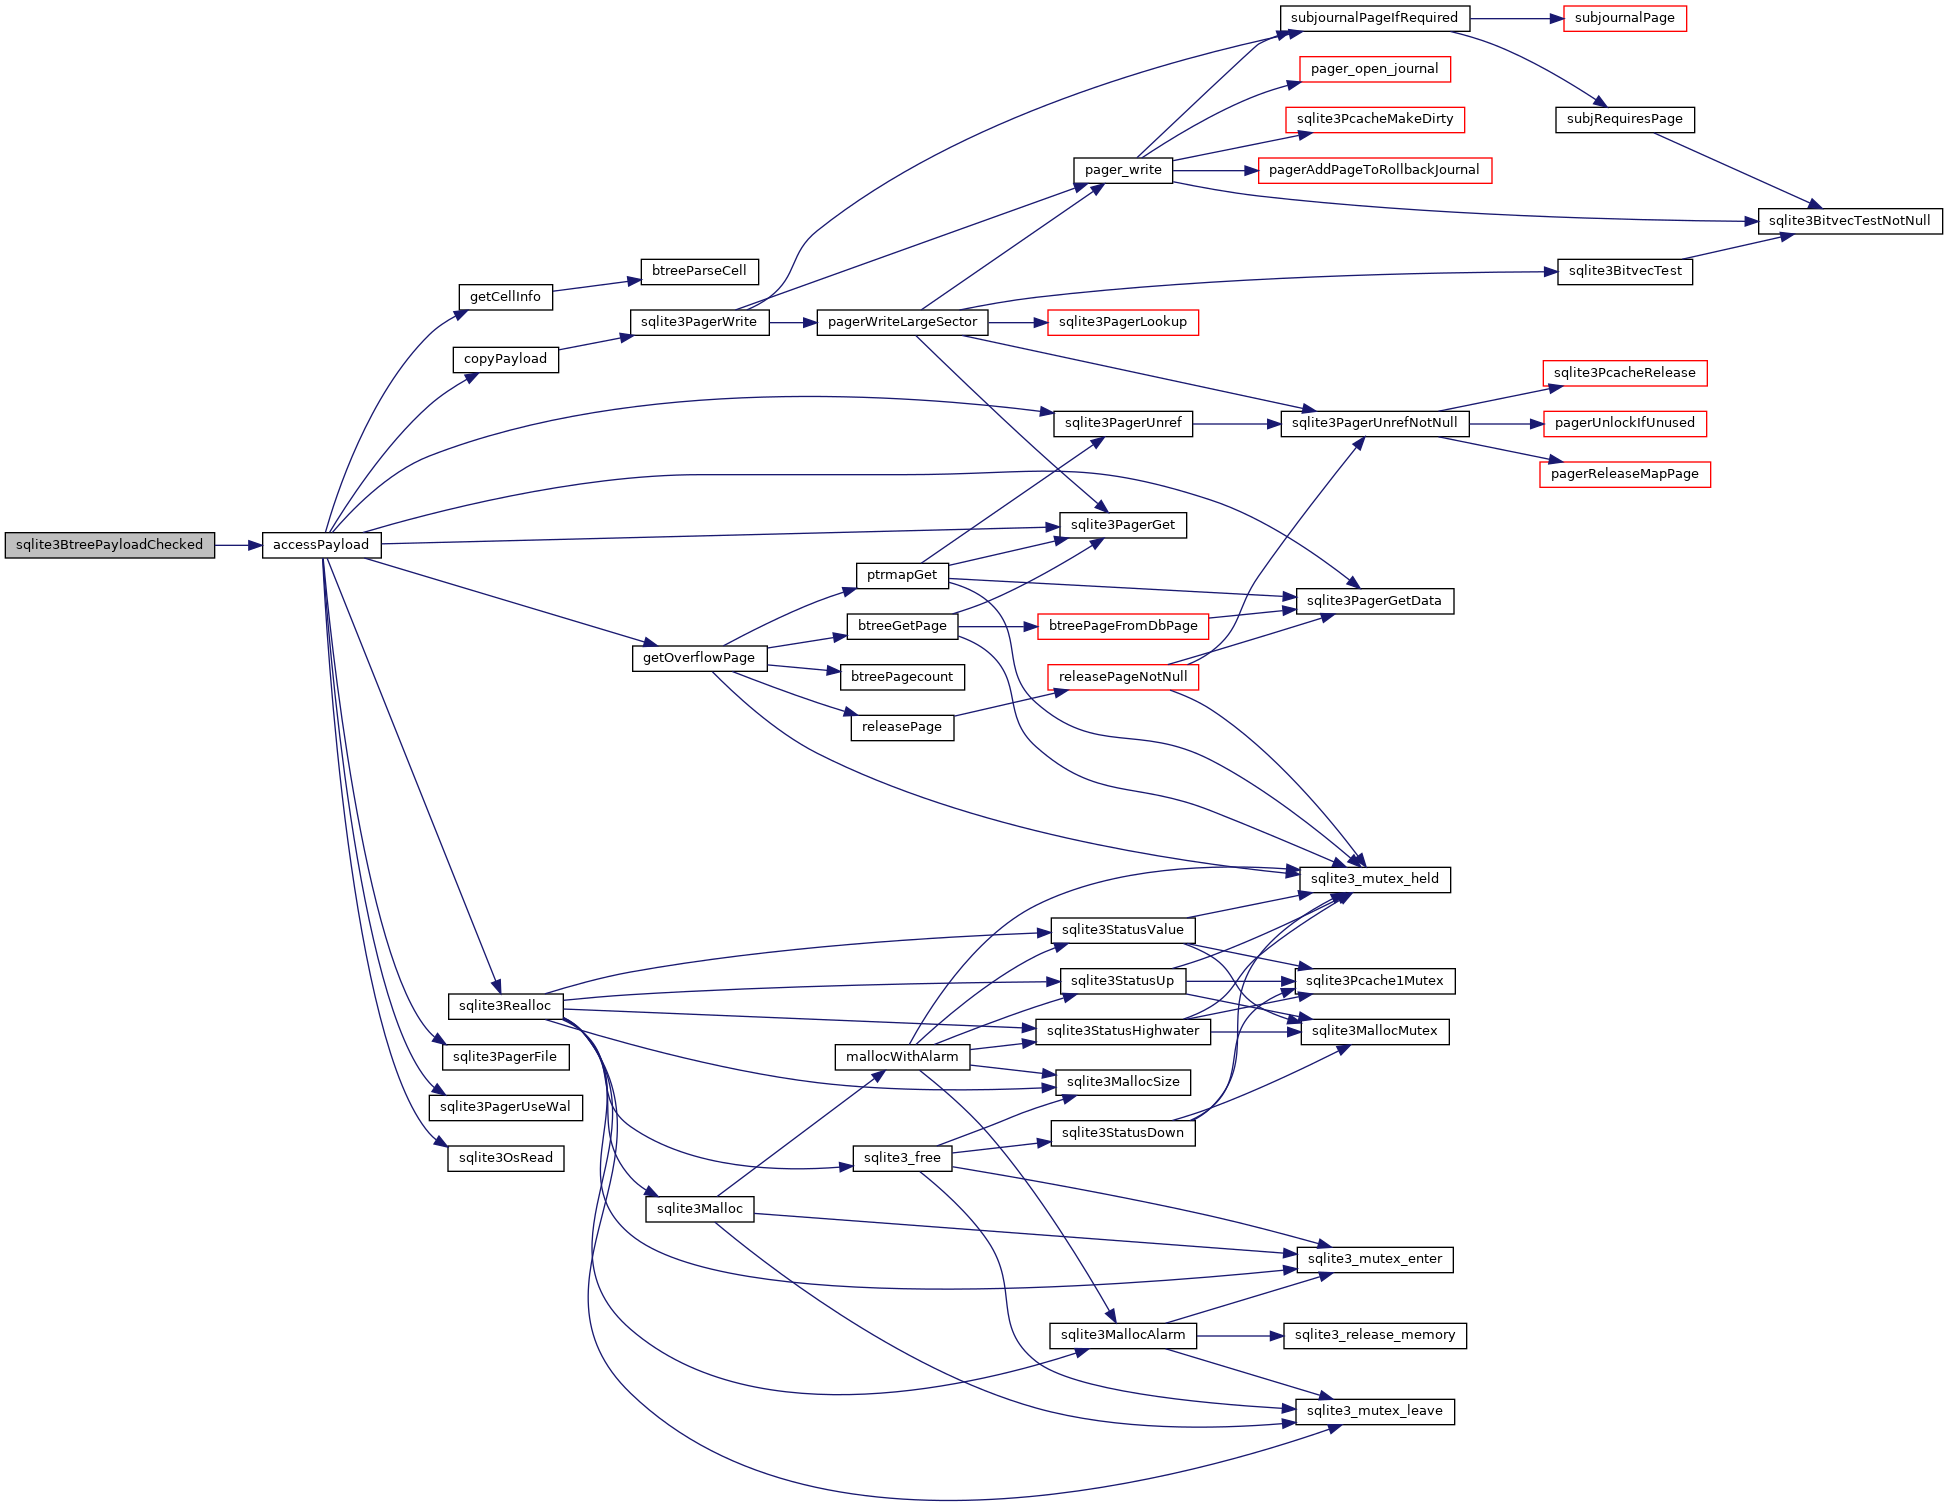 subjournalPageIfRequired
subjournalPage
pager_open_journal
sqlite3PcacheMakeDirty
subjRequiresPage
pager_write
pagerAddPageToRollbackJournal
sqlite3BitvecTestNotNull
btreeParseCell
sqlite3BitvecTest
getCellInfo
sqlite3PagerWrite
pagerWriteLargeSector
sqlite3PagerLookup
copyPayload
sqlite3PcacheRelease
sqlite3PagerUnref
sqlite3PagerUnrefNotNull
pagerUnlockIfUnused
pagerReleaseMapPage
sqlite3PagerGet
sqlite3BtreePayloadChecked
accessPayload
ptrmapGet
sqlite3PagerGetData
btreeGetPage
btreePageFromDbPage
getOverflowPage
btreePagecount
releasePageNotNull
releasePage
sqlite3_mutex_held
sqlite3StatusValue
sqlite3StatusUp
sqlite3Pcache1Mutex
sqlite3Realloc
sqlite3StatusHighwater
sqlite3MallocMutex
sqlite3PagerFile
mallocWithAlarm
sqlite3MallocSize
sqlite3PagerUseWal
sqlite3StatusDown
sqlite3OsRead
sqlite3_free
sqlite3Malloc
sqlite3_mutex_enter
sqlite3MallocAlarm
sqlite3_release_memory
sqlite3_mutex_leave